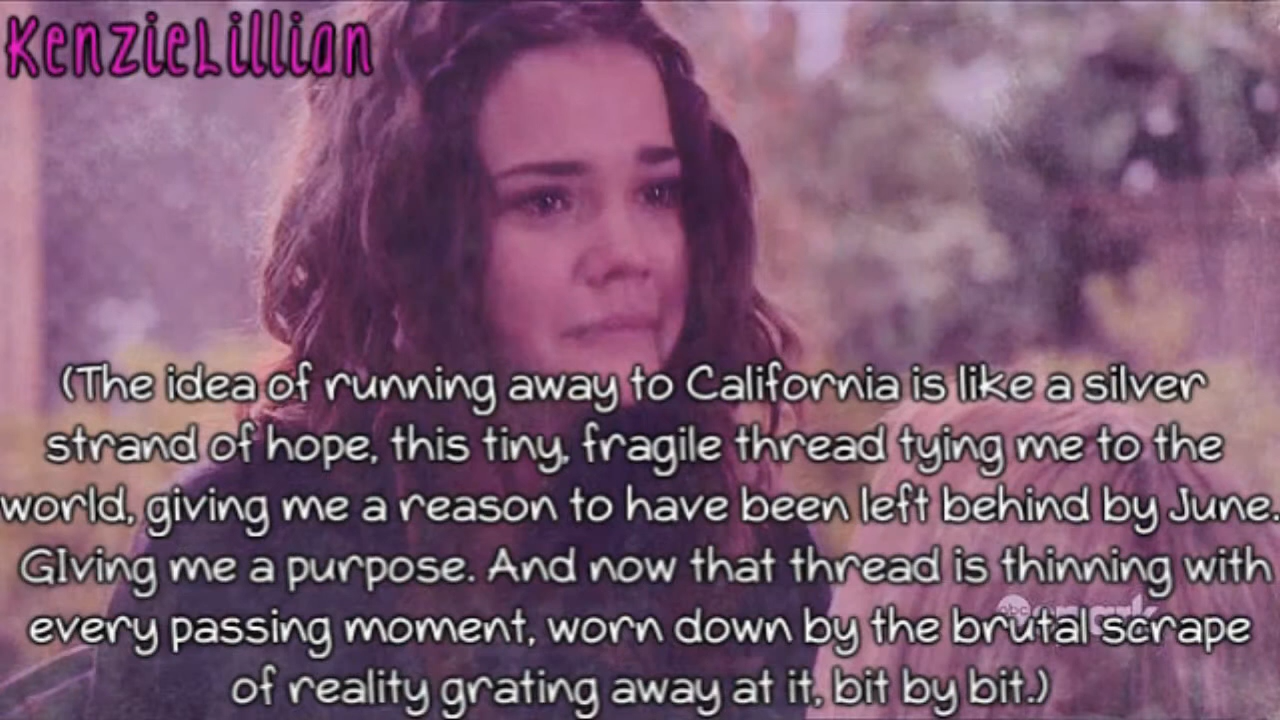 KenzieLillian
(The idea of running away to California is like a silver
strand of hope, this tiny, fragile thread tying me to the
world, giving me a reason to have been left behind by June.
GIving me a purpose. And now that thread is thinning with
every passing moment, worn down by the brutal scrape
of reality grating away at it, bit by bit.)
abc